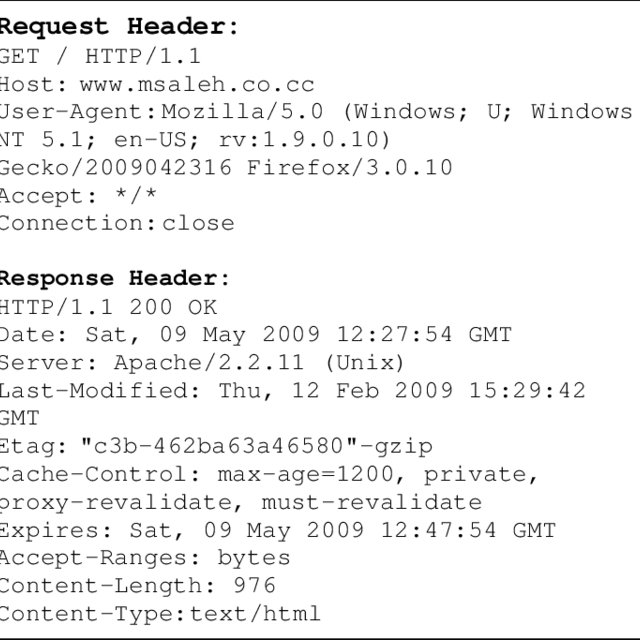 Request Header:
GET / HTTP/1.1
Host: www.msaleh.co.cc
User-Agent:Mozilla/5.0 (Windows; U; Windows
NT 5.1; en-US; rv:1.9.0.10)
Gecko/2009042316 Firefox/3.0.10
Accept: */*
Connection:close
Response Header:
HTTP/1.1 200 OK
Date: Sat, 09 May 2009 12:27:54 GMT
Server: Apache/2.2.11 (Unix)
Last-Modified: Thu, 12 Feb 2009 15:29:42
GMT
Etag: "c3b-462ba63a46580"-gzip
Cache-Control: max-age=1200, private,
proxy-revalidate, must-revalidate
Expires: Sat, 09 May 2009 12:47:54 GMT
Accept-Ranges: bytes
Content-Length: 976
Content-Type:text/html